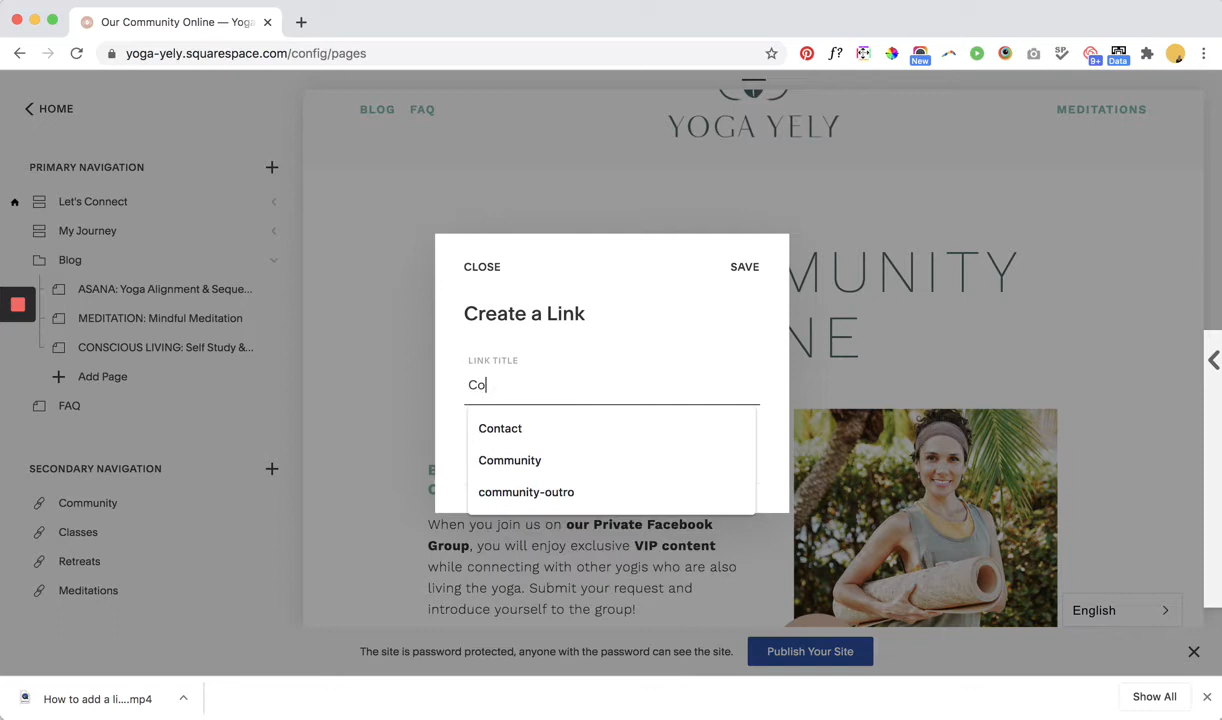 Our Community Online — Yoga
yoga-yely.squarespace.com/config/pages
New
9+
Data
SP
f?
HOME
PRIMARY NAVIGATION
Let's Connect
My Journey
Blog
ASANA: Yoga Alignment & Seque...
MEDITATION: Mindful Meditation
CONSCIOUS LIVING: Self Study &...
Add Page
FAQ
SECONDARY NAVIGATION
Community
Classes
Retreats
Meditations
BLOG FAQ
YOGA YELY
MEDITATIONS
MUNITY
NE
CLOSE
SAVE
Create a Link
LINK TITLE
Co
Contact
Community
community-outro
When you join us on our Private Facebook
Group, you will enjoy exclusive VIP content
while connecting with other yogis who are also
living the yoga. Submit your request and
introduce yourself to the group!
English
The site is password protected, anyone with the password can see the site.
Publish Your Site
How to add a li....mp4
Show All